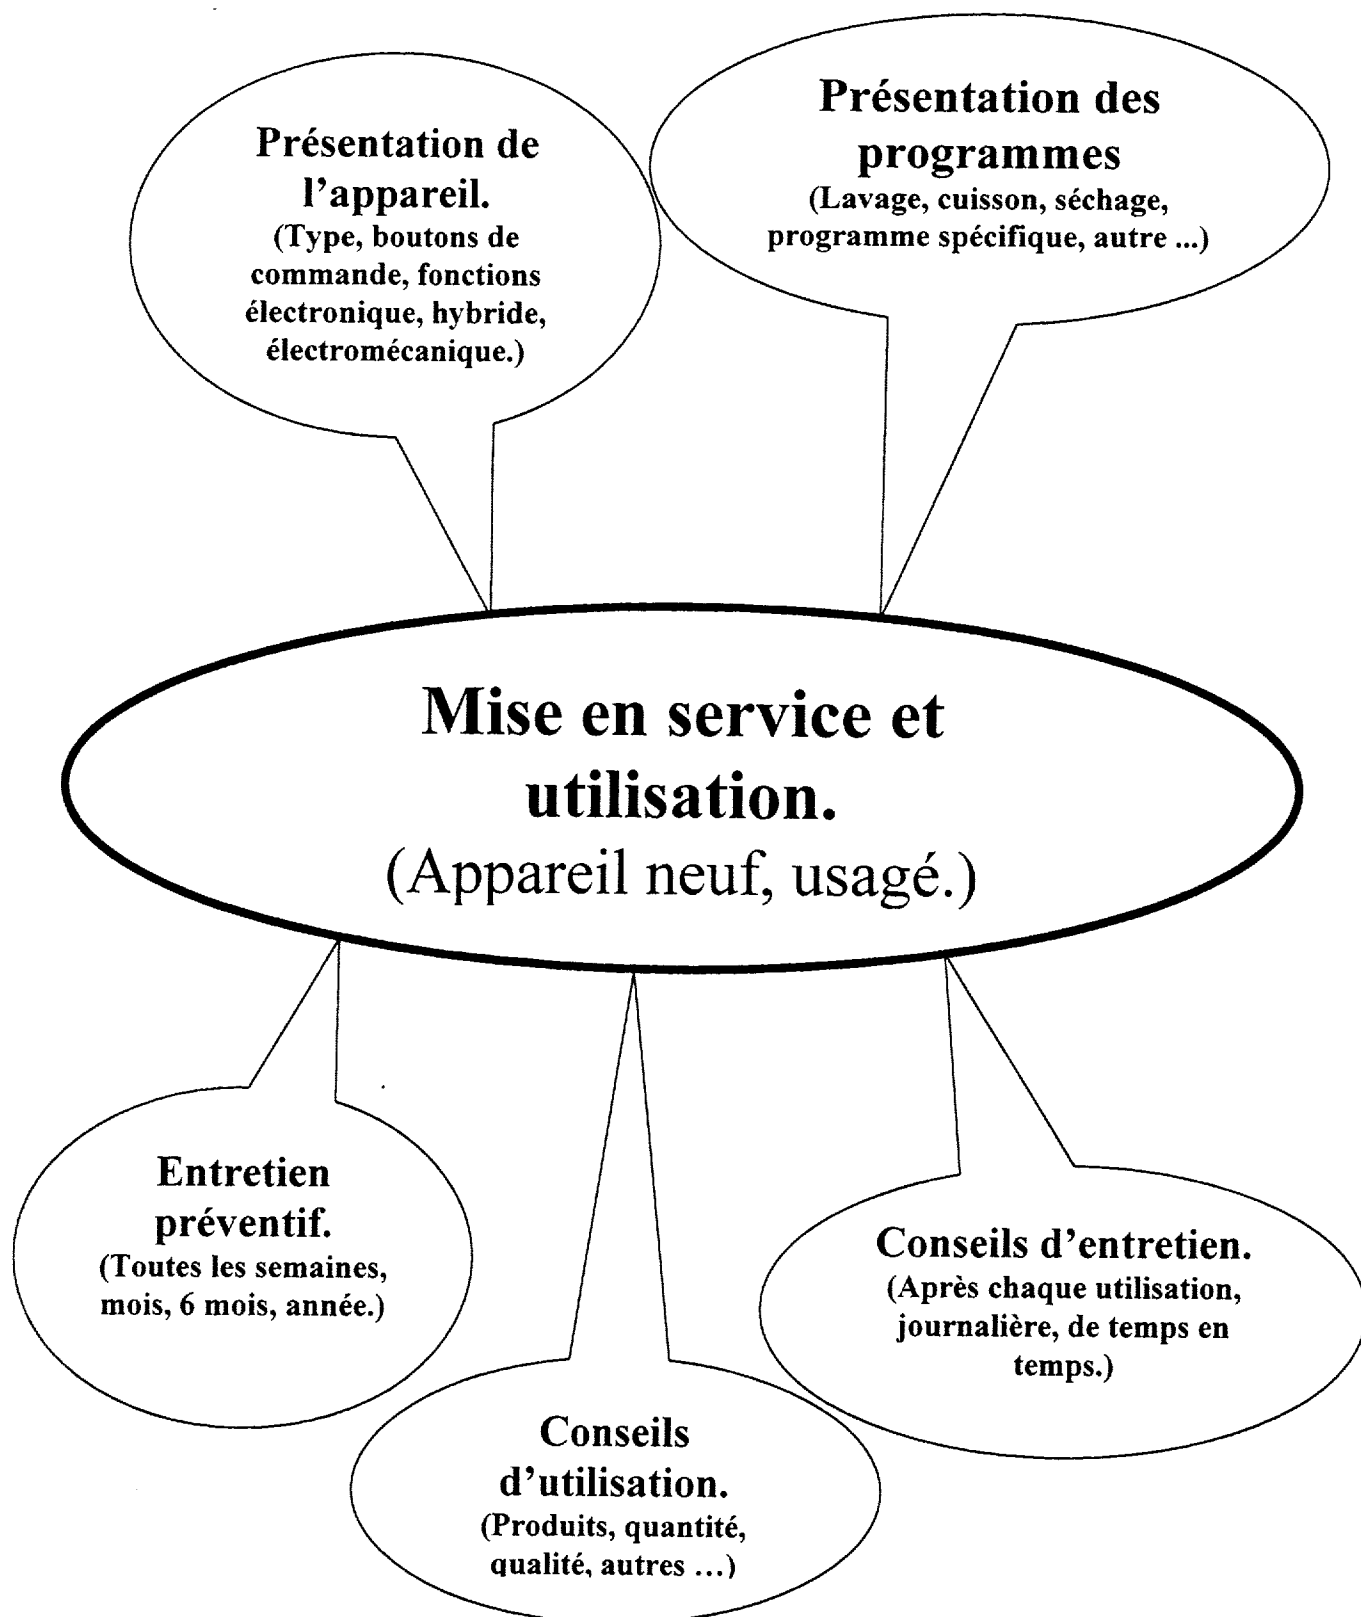 Présentation de
l'appareil.
(Type, boutons de
commande, fonctions
électronique, hybride,
électromécanique.)
Présentation des
programmes
(Lavage, cuisson, séchage,
programme spécifique, autre ...)
Mise en service et
utilisation.
(Appareil neuf, usagé.)
Entretien
préventif.
(Toutes les semaines,
mois, 6 mois, année.)
Conseils
d'utilisation.
(Produits, quantité,
qualité, autres ...)
Conseils d'entretien.
(Après chaque utilisation,
journalière, de temps en
temps.)